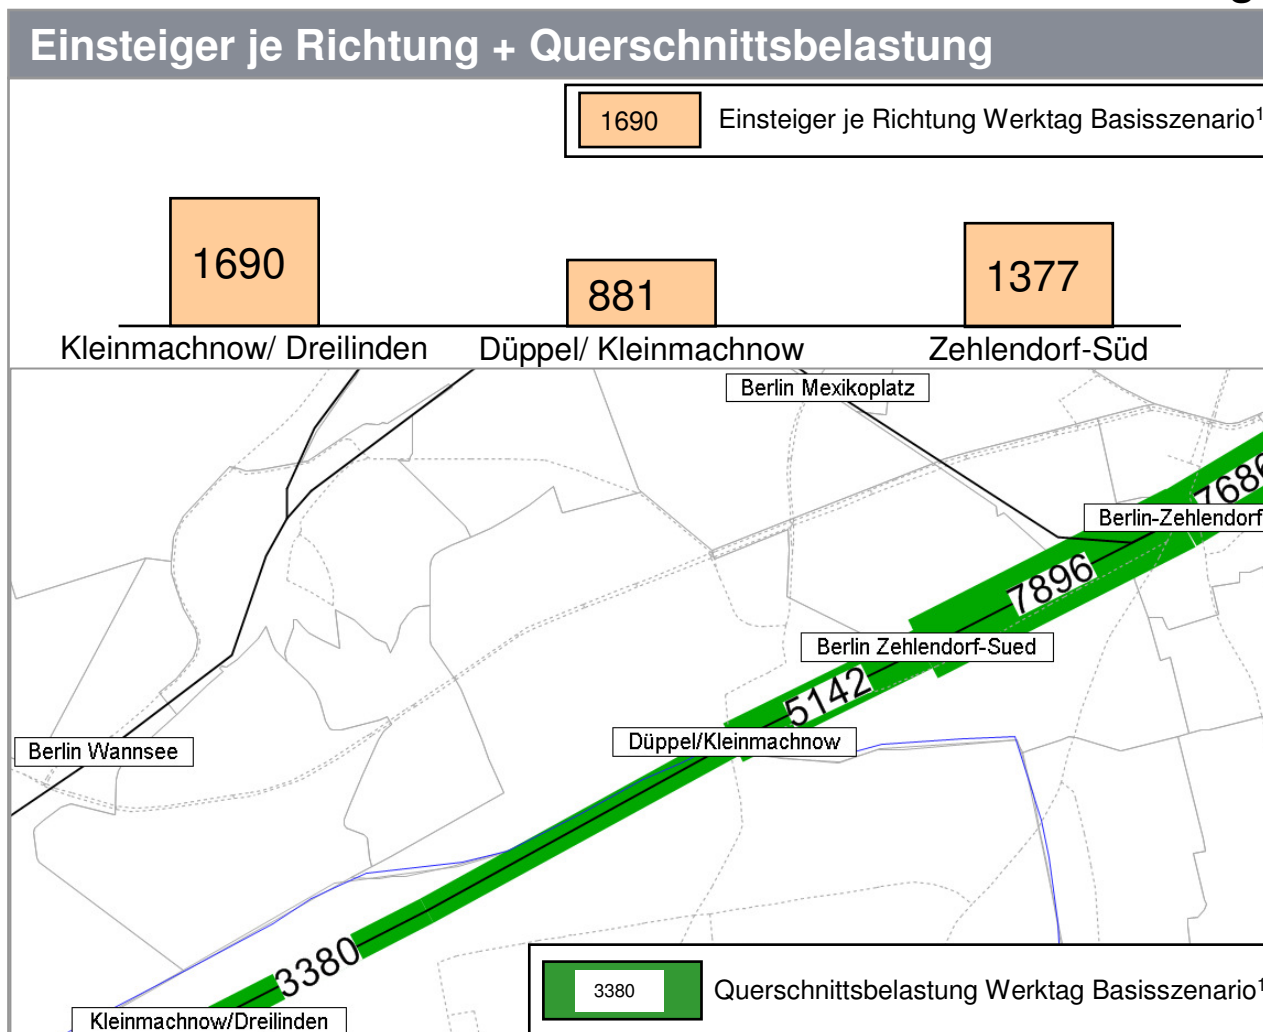 Einsteiger je Richtung + Querschnittsbelastung
1690 Einsteiger je Richtung Werktag Basisszenario¹
1690
881
1377
Kleinmachnow/ Dreilinden
Düppel/ Kleinmachnow
Zehlendorf-Süd
Berlin Mexikoplatz
7686
Berlin-Zehlendorf
7896
Berlin Zehlendorf-Sued
5142
Düppel/Kleinmachnow
Berlin Wannsee
3380
Kleinmachnow/Dreilinden
3380 Querschnittsbelastung Werktag Basisszenario¹